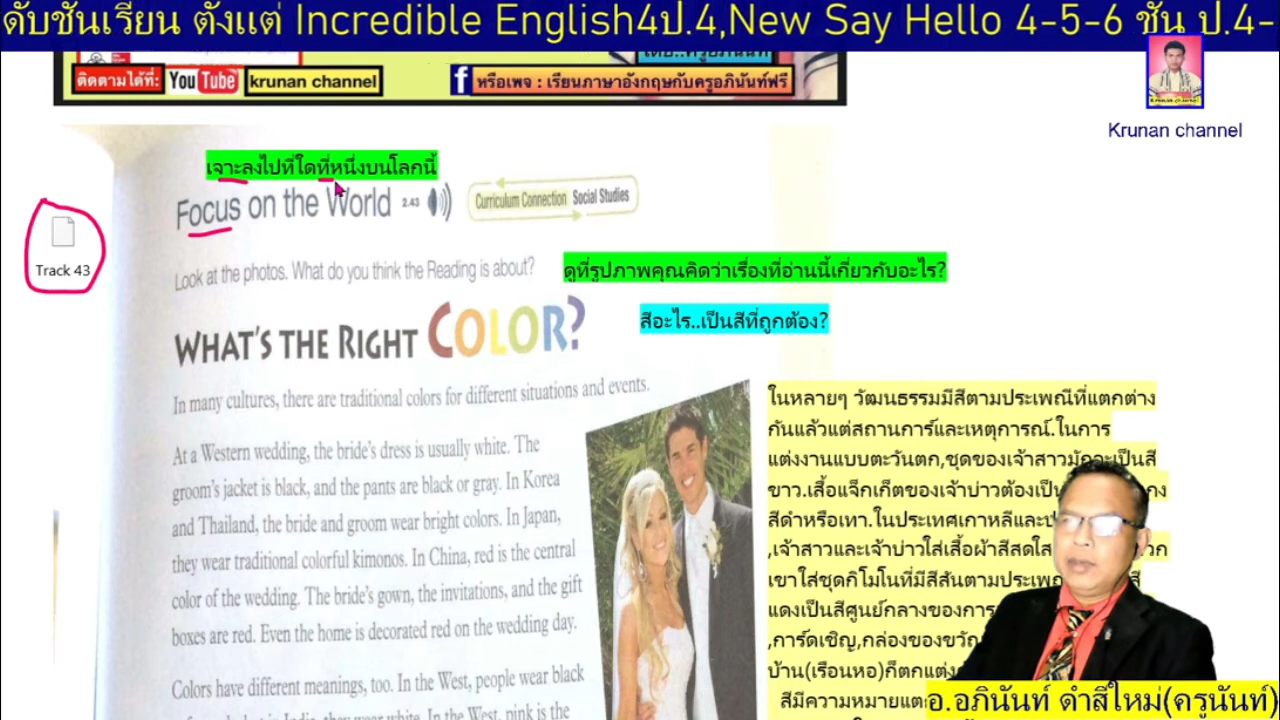 ดับชั้นเรียน ตั้งแต่ Incredible English4ป.4,New Say Hello 4-5-6 ชั้น ป.4-
ติดตามได้ที่: YouTube krunan channel f หรือเพจ : เรียนภาษาอังกฤษกับครูอภินันท์ฟรี
Krunan channel
เจาะลงไปที่ใดที่หนึ่งบนโลกนี้
Focus on the World 2.43 Curriculum Connection Social Studies
Track 43
Look at the photos. What do you think the Reading is about?
ดูที่รูปภาพคุณคิดว่าเรื่องที่อ่านนี้เกี่ยวกับอะไร?
WHAT'S THE RIGHT COLOR?
สีอะไร..เป็นสีที่ถูกต้อง?
In many cultures, there are traditional colors for different situations and events.
At a Western wedding, the bride's dress is usually white. The
groom's jacket is black, and the pants are black or gray. In Korea
and Thailand, the bride and groom wear bright colors. In Japan,
they wear traditional colorful kimonos. In China, red is the central
color of the wedding. The bride's gown, the invitations, and the gift
boxes are red. Even the home is decorated red on the wedding day.
Colors have different meanings, too. In the West, people wear black
India, they wear white. In the West, pink is the
ในหลายๆ วัฒนธรรมมีสีตามประเพณีที่แตกต่าง
กันแล้วแต่สถานการ์และเหตุการณ์.ในการ
แต่งงานแบบตะวันตก,ชุดของเจ้าสาวมักจะเป็นสี
ขาว.เสื้อแจ็กเก็ตของเจ้าบ่าวต้องเป็น
สีดำหรือเทา.ในประเทศเกาหลีและ
,เจ้าสาวและเจ้าบ่าวใส่เสื้อผ้าสีสดใส
เขาใส่ชุดกิโมโนที่มีสีสันตามประเพณี
แดงเป็นสีศูนย์กลางของการ
,การ์ดเชิญ,กล่องของขวัญ
บ้าน(เรือนหอ)ก็ตกแต่ง
สีมีความหมายแตก
อ.อภินันท์ ดำสีใหม่(ครูนันท์)